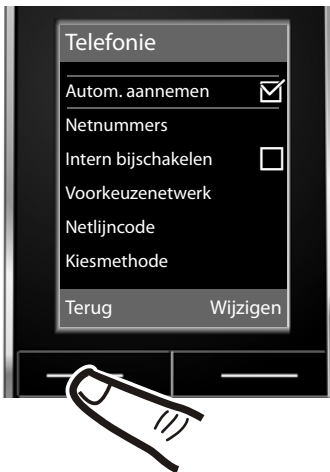 Telefonie
Autom. aannemen
Netnummers
Intern bijschakelen
Voorkeuzenetwerk
Netlijncode
Kiesmethode
Terug Wijzigen